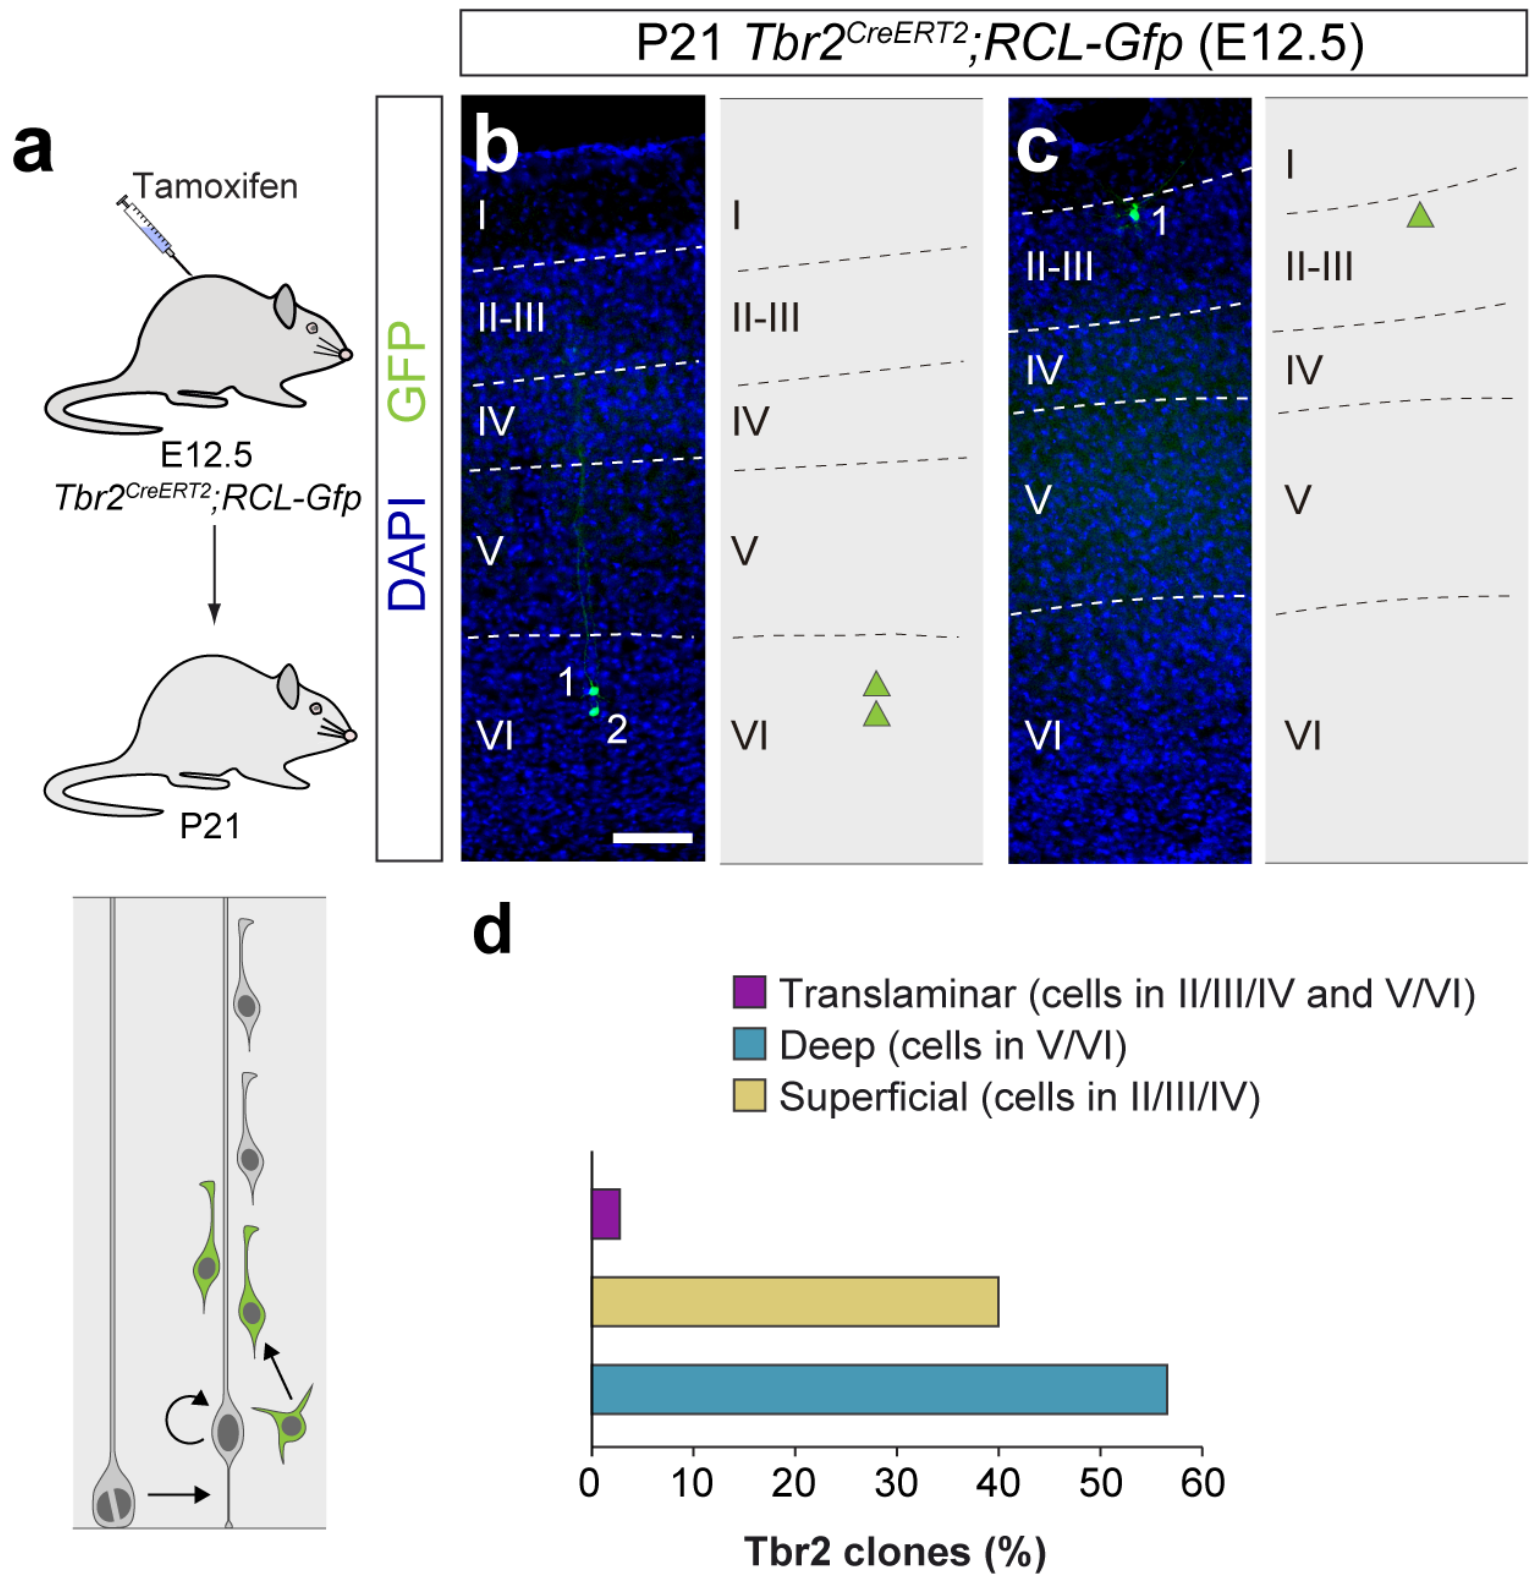 P21 Tbr2CreERT2;RCL-Gfp (E12.5)
a
Tamoxifen
E12.5
Tbr2CreERT2;RCL-Gfp
P21
DAPI GFP
b
I
II-III
IV
V
1
2
VI
I
II-III
IV
V
VI
c
1
II-III
IV
V
VI
I
II-III
IV
V
VI
d
Translaminar (cells in II/III/IV and V/VI)
Deep (cells in V/VI)
Superficial (cells in II/III/IV)
0 10 20 30 40 50 60
Tbr2 clones (%)